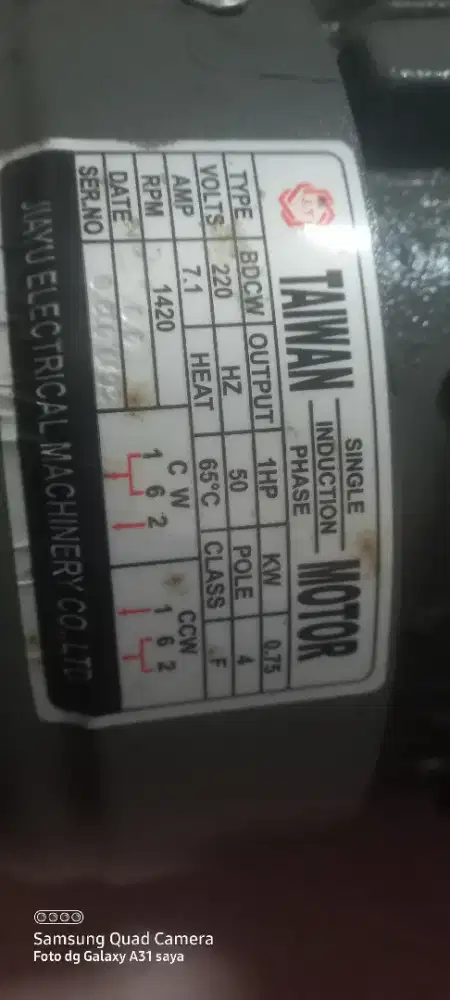 TAIWAN SINGLE INDUCTION PHASE MOTOR
TYPE BDCW OUTPUT 1HP KW 0.75
VOLTS 220 HZ 50 POLE 4
AMP 7.1 HEAT 65°C CLASS F
RPM 1420
DATE
SER.NO
C W
1 6 2
CCW
1 6 2
JIAYU ELECTRICAL MACHINERY CO.LTD
Samsung Quad Camera
Foto dg Galaxy A31 saya